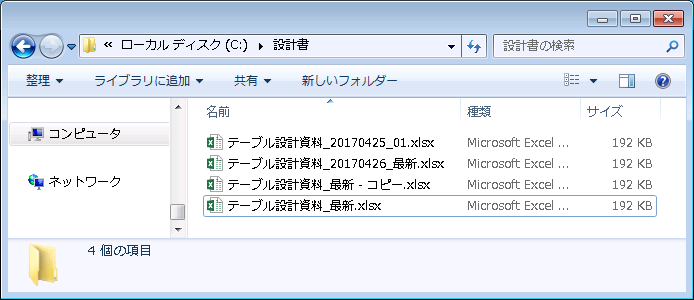 « ローカル ディスク (C:) 設計書 設計書の検索
整理 ライブラリに追加 共有 新しいフォルダー
名前 種類 サイズ
コンピュータ
ネットワーク
テーブル設計資料_20170425_01.xlsx Microsoft Excel ... 192 KB
テーブル設計資料_20170426_最新.xlsx Microsoft Excel ... 192 KB
テーブル設計資料_最新 - コピー.xlsx Microsoft Excel ... 192 KB
テーブル設計資料_最新.xlsx Microsoft Excel ... 192 KB
4 個の項目